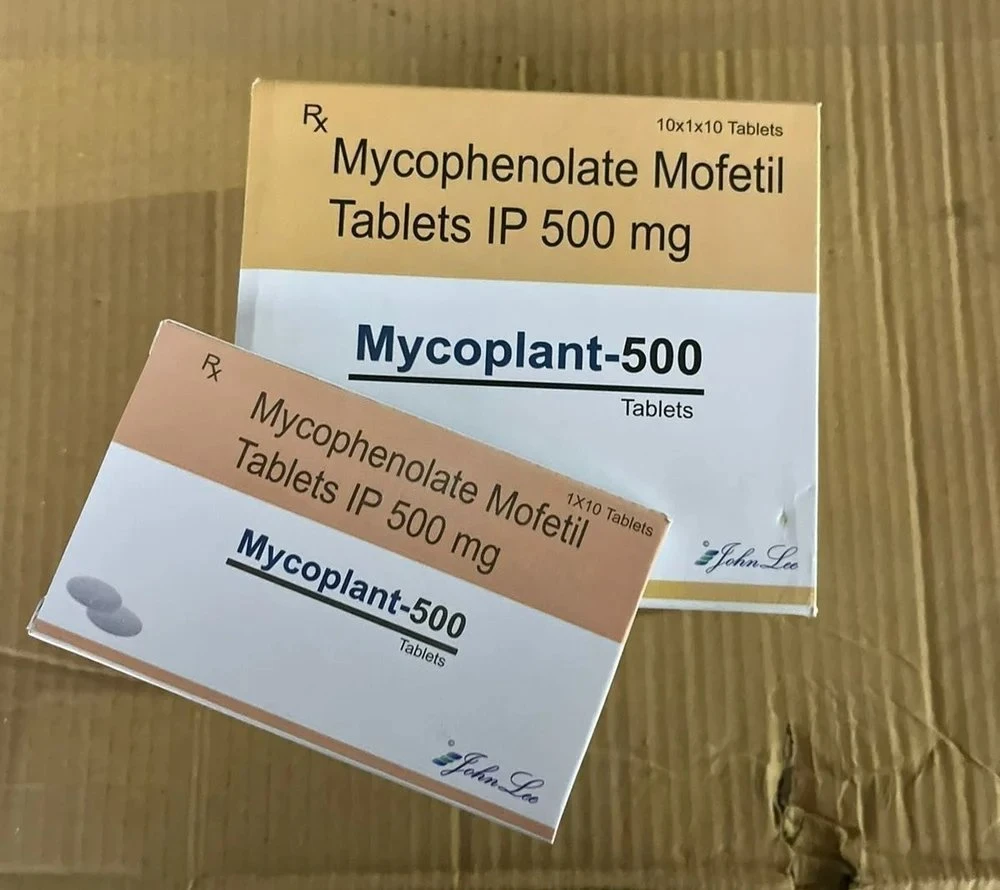 Rx
10x1x10 Tablets
Mycophenolate Mofetil
Tablets IP 500 mg
Mycoplant-500
Tablets
John Lee
Rx
Mycophenolate Mofetil
Tablets IP 500 mg
1X10 Tablets
Mycoplant-500
Tablets
John Lee